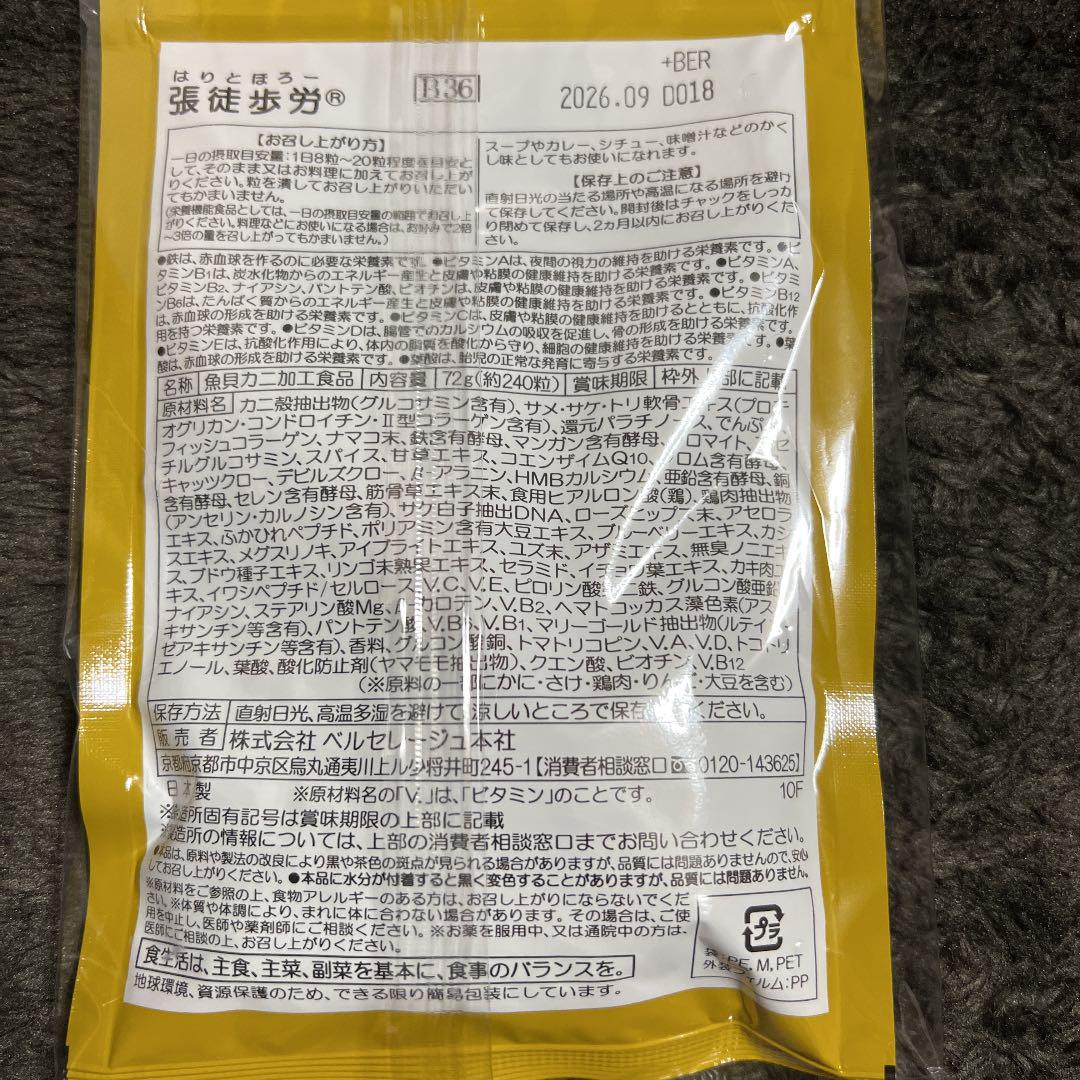 はりとほろー
張徒歩労®
B36
+BER
2026.09 D018
【お召し上がり方】
一日の摂取目安量:1日8粒~20粒程度を目安と
して、そのまま又はお料理に加えてお召し上が
りください。粒を潰してお召し上がりいただい
てもかまいません。
(栄養機能食品としては、一日の摂取目安量の範囲でお召し上
がりください。料理などにお使いになる場合は、お好みで2倍
~3倍の量を召し上がってもかまいません。)
スープやカレー、シチュー、味噌汁などのかく
し味としてもお使いになれます。
【保存上のご注意】
直射日光の当たる場所や高温になる場所を避け
て保存してください。開封後はチャックをしっか
り閉めて保存し、2ヵ月以内にお召し上がりくだ
さい。
●鉄は、赤血球を作るのに必要な栄養素です。●ビタミンAは、夜間の視力の維持を助ける栄養素です。●ビ
タミンB1は、炭水化物からのエネルギー産生と皮膚や粘膜の健康維持を助ける栄養素です。●ビタミンA、
ビタミンB2、ナイアシン、パントテン酸、ビオチンは、皮膚や粘膜の健康維持を助ける栄養素です。●ビタミ
ンB6は、たんぱく質からのエネルギー産生と皮膚や粘膜の健康維持を助ける栄養素です。●ビタミンB12
は、赤血球の形成を助ける栄養素です。●ビタミンCは、皮膚や粘膜の健康維持を助けるとともに、抗酸化作
用を持つ栄養素です。●ビタミンDは、腸管でのカルシウムの吸収を促進し、骨の形成を助ける栄養素です。
●ビタミンEは、抗酸化作用により、体内の脂質を酸化から守り、細胞の健康維持を助ける栄養素です。●葉
酸は、赤血球の形成を助ける栄養素です。●葉酸は、胎児の正常な発育に寄与する栄養素です。
名称 魚貝カニ加工食品 内容量 72g(約240粒) 賞味期限 枠外 部に記載
原材料名 カニ殻抽出物(グルコサミン含有)、サメ・サケ・トリ軟骨エキス(プロテ
オグリカン・コンドロイチン・Ⅱ型コラーゲン含有)、還元パラチノース、でんぷん、
フィッシュコラーゲン、ナマコ末、鉄含有酵母、マンガン含有酵母、ドロマイト、アセ
チルグルコサミン、スパイス、甘草エキス、コエンザイムQ10、クロム含有酵母、
キャッツクロー、デビルズクロー、β-アラニン、HMBカルシウム、亜鉛含有酵母、銅
含有酵母、セレン含有酵母、筋骨草エキス末、食用ヒアルロン酸(鶏)、鶏肉抽出物
(アンセリン・カルノシン含有)、サケ白子抽出DNA、ローズヒップ末、アセロラ
エキス、ふかひれペプチド、ポリアミン含有大豆エキス、ブルーベリーエキス、カシ
スエキス、メグスリノキ、アイブライトエキス、ユズ末、アザミエキス、無臭ノニエキ
ス、ブドウ種子エキス、リンゴ末熟果エキス、セラミド、イチョウ葉エキス、カキ肉エ
キス、イワシペプチド/セルロース、V.C、V.E、ピロリン酸第二鉄、グルコン酸亜鉛、
ナイアシン、ステアリン酸Mg、 カロテン、V.B2、ヘマトコッカス藻色素(アスタ
キサンチン等含有)、パントテン酸、V.B6、V.B1、マリーゴールド抽出物(ルテイン・
ゼアキサンチン等含有)、香料、グルコン酸銅、トマトリコピン、V.A、V.D、トコトリ
エノール、葉酸、酸化防止剤(ヤマモモ抽出物)、クエン酸、ビオチン、V.B12
(※原料の一部にかに・さけ・鶏肉・りんご・大豆を含む)
保存方法 直射日光、高温多湿を避けて、涼しいところで保存してください。
販売者 株式会社 ベルセレージュ本社
京都府京都市中京区烏丸通夷川上ル少将井町245-1【消費者相談窓口 0120-143625】
日本製 ※原材料名の「V.」は、「ビタミン」のことです。 10F
※製造所固有記号は賞味期限の上部に記載
※製造所の情報については、上部の消費者相談窓口までお問い合わせください。
●本品は、原料や製法の改良により黒や茶色の斑点が見られる場合がありますが、品質には問題ありませんので、安心
してお召し上がりください。●本品に水分が付着すると黒く変色することがありますが、品質には問題ありません。
※原材料をご参照の上、食物アレルギーのある方は、お召し上がりにならないでくだ
さい。※体質や体調により、まれに体に合わない場合があります。その場合は、ご使
用を中止し、医師や薬剤師にご相談ください。※お薬を服用中、又は通院中の方は、
医師にご相談の上、お召し上がりください。
食生活は、主食、主菜、副菜を基本に、食事のバランスを。
地球環境、資源保護のため、できる限り簡易包装にしています。
プラ
袋:PE, M, PET
外装フィルム:PP